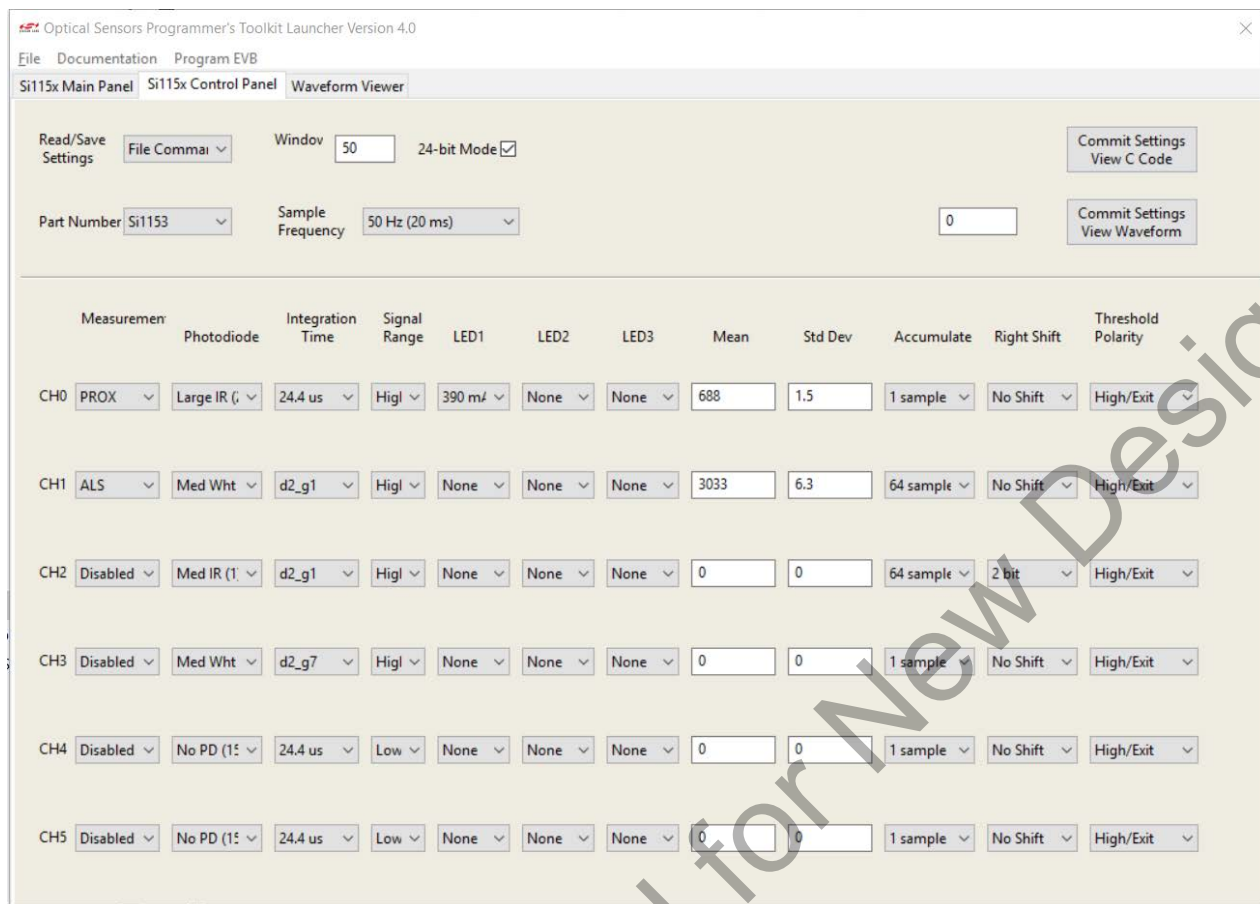 Optical Sensors Programmer's Toolkit Launcher Version 4.0
File Documentation Program EVB
Si115x Main Panel Si115x Control Panel Waveform Viewer
Read/Save Settings File Commai Windov 50 24-bit Mode Commit Settings View C Code
Part Number Si1153 Sample Frequency 50 Hz (20 ms) 0 Commit Settings View Waveform
Measuremen Photodiode Integration Time Signal Range LED1 LED2 LED3 Mean Std Dev Accumulate Right Shift Threshold Polarity
CH0 PROX Large IR (2 24.4 us Higl 390 mA None None 688 1.5 1 sample No Shift High/Exit
CH1 ALS Med Wht d2_g1 Higl None None None 3033 6.3 64 sample No Shift High/Exit
CH2 Disabled Med IR (1) d2_g1 Higl None None None 0 0 64 sample 2 bit High/Exit
CH3 Disabled Med Wht d2_g7 Higl None None None 0 0 1 sample No Shift High/Exit
CH4 Disabled No PD (15 24.4 us Low None None None 0 0 1 sample No Shift High/Exit
CH5 Disabled No PD (15 24.4 us Low None None None 0 0 1 sample No Shift High/Exit
for New Desig